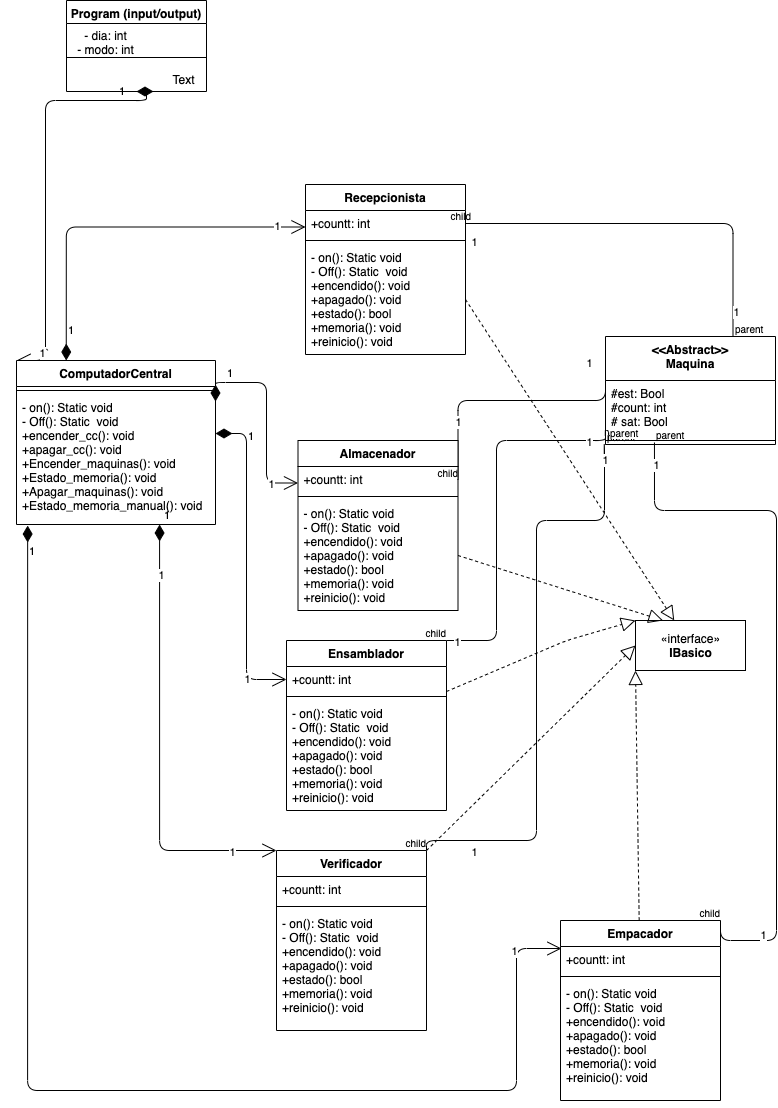 Program (input/output)
- dia: int
- modo: int
Text
1
Recepcionista
+countt: int
child
- on(): Static void
- Off(): Static  void
+encendido(): void
+apagado(): void
+estado(): bool
+memoria(): void
+reinicio(): void
1
1
1
1
parent
<<Abstract>>
Maquina
#est: Bool
#count: int
# sat: Bool
parent
parent
1
1
1
1
1
ComputadorCentral
- on(): Static void
- Off(): Static  void
+encender_cc(): void
+apagar_cc(): void
+Encender_maquinas(): void
+Estado_memoria(): void
+Apagar_maquinas(): void
+Estado_memoria_manual(): void
1
1
1
1
1
Almacenador
+countt: int
child
1
- on(): Static void
- Off(): Static  void
+encendido(): void
+apagado(): void
+estado(): bool
+memoria(): void
+reinicio(): void
1
«interface»
IBasico
child
1
Ensamblador
+countt: int
- on(): Static void
- Off(): Static  void
+encendido(): void
+apagado(): void
+estado(): bool
+memoria(): void
+reinicio(): void
1
1
child
1
Verificador
+countt: int
- on(): Static void
- Off(): Static  void
+encendido(): void
+apagado(): void
+estado(): bool
+memoria(): void
+reinicio(): void
1
child
1
Empacador
+countt: int
- on(): Static void
- Off(): Static  void
+encendido(): void
+apagado(): void
+estado(): bool
+memoria(): void
+reinicio(): void